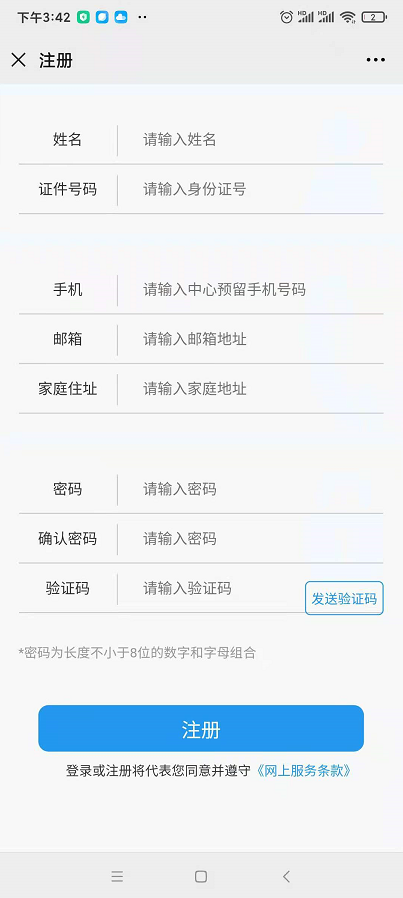 下午3:42
HD HD 2
注册
姓名 请输入姓名
证件号码 请输入身份证号
手机 请输入中心预留手机号码
邮箱 请输入邮箱地址
家庭住址 请输入家庭地址
密码 请输入密码
确认密码 请输入密码
验证码 请输入验证码 发送验证码
*密码为长度不小于8位的数字和字母组合
注册
登录或注册将代表您同意并遵守《网上服务条款》